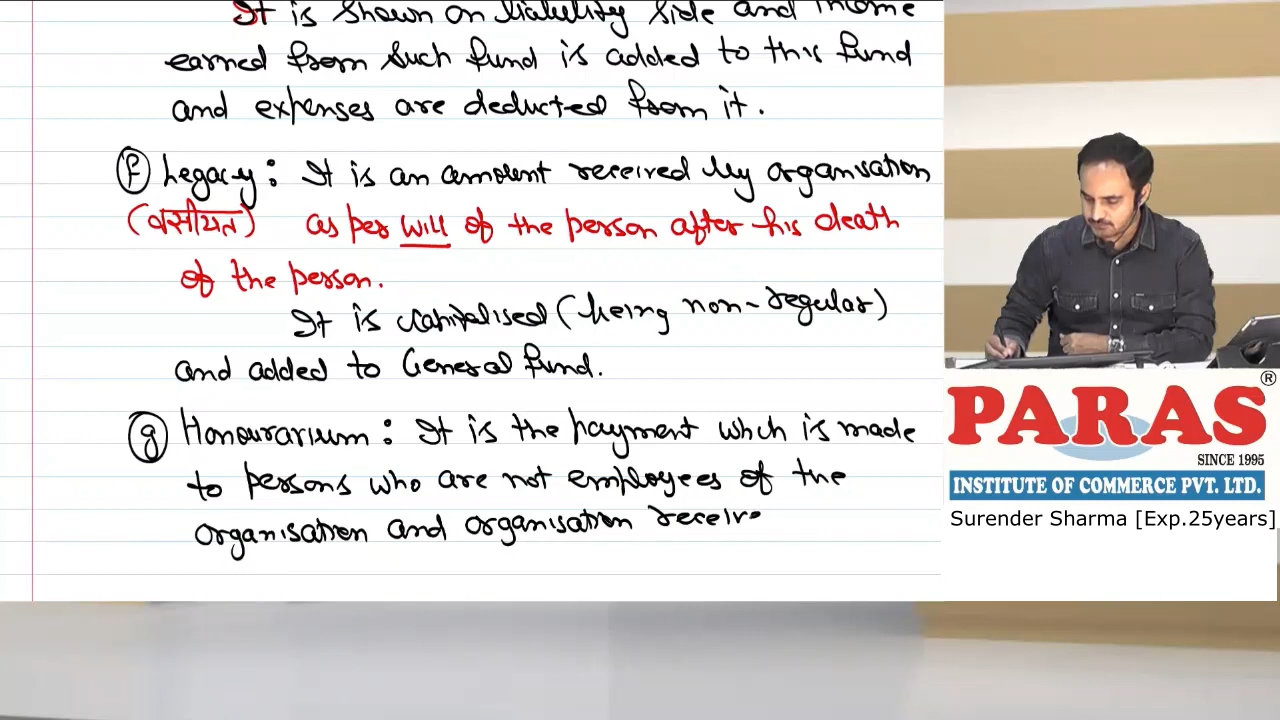 It is shown on liability side and income
earned from such fund is added to this fund
and expenses are deducted from it.
(f) Legacy: It is an amount received by organisation
(वसीयत) as per will of the person after his death
of the person.
It is capitalised (being non-regular)
and added to General fund.
(g) Honourarium: It is the payment whch is made
to persons who are not employees of the
organisation and organisation receive
PARAS®
SINCE 1995
INSTITUTE OF COMMERCE PVT. LTD.
Surender Sharma [Exp.25years]